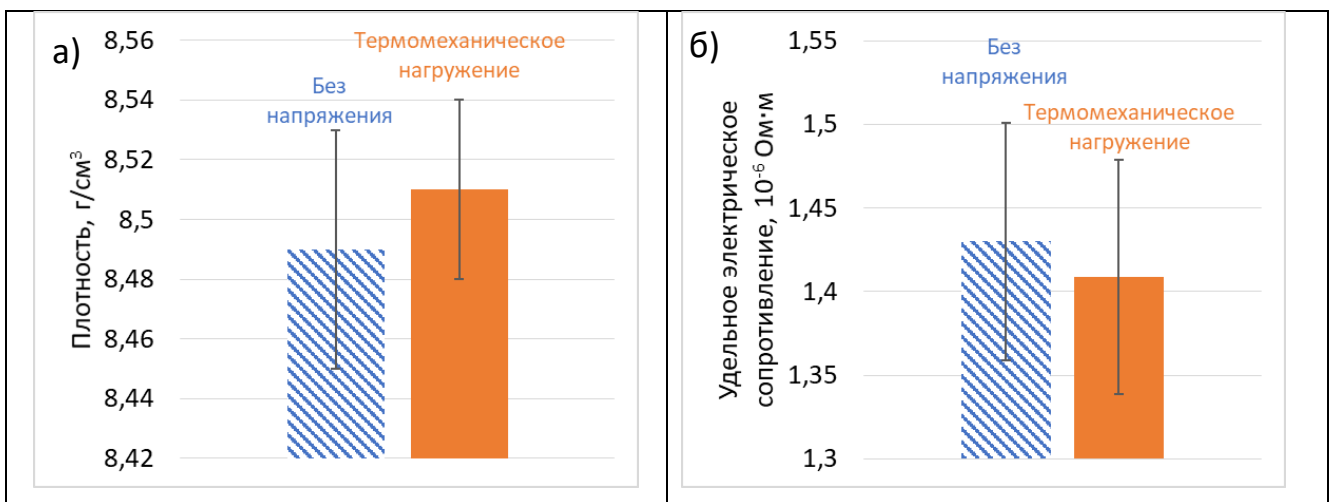 а)
8,56
8,54
8,52
8,5
8,48
8,46
8,44
8,42
Плотность, г/см³
Без
напряжения
Термомеханическое
нагружение
б)
1,55
1,5
1,45
1,4
1,35
1,3
Удельное электрическое
сопротивление, 10⁻⁶ Ом·м
Без
напряжения
Термомеханическое
нагружение